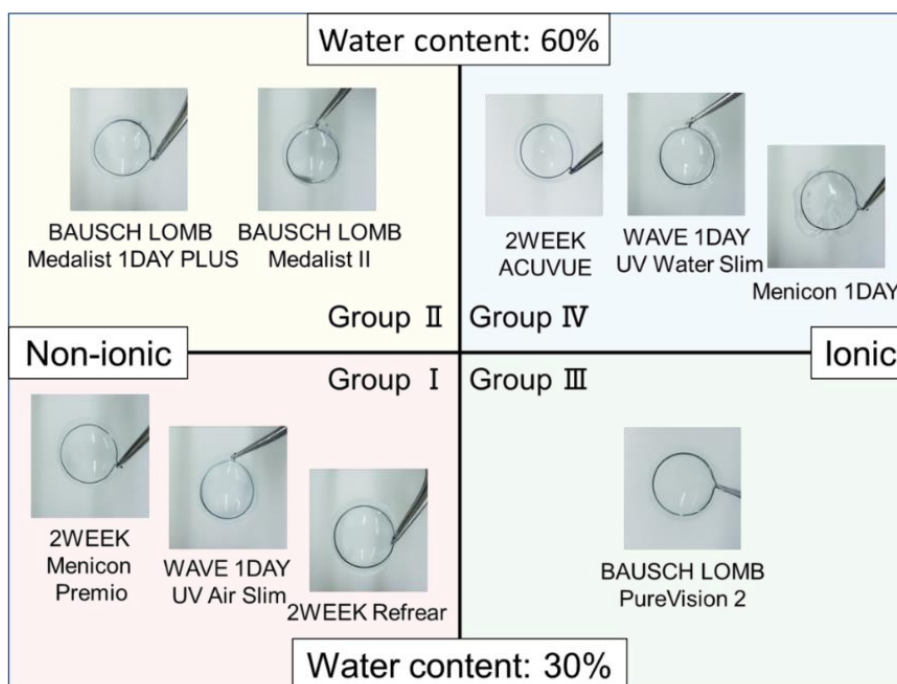 Water content: 60%
BAUSCH LOMB
Medalist 1DAY PLUS
BAUSCH LOMB
Medalist II
2WEEK
ACUVUE
WAVE 1DAY
UV Water Slim
Menicon 1DAY
Group Ⅱ
Group Ⅳ
Non-ionic
Ionic
Group Ⅰ
Group Ⅲ
2WEEK
Menicon
Premio
WAVE 1DAY
UV Air Slim
2WEEK Refrear
BAUSCH LOMB
PureVision 2
Water content: 30%